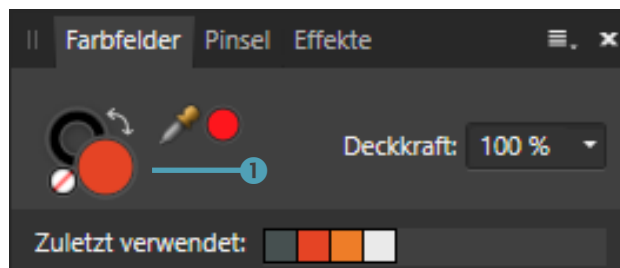 Farbfelder Pinsel Effekte
Deckkraft: 100 %
1
Zuletzt verwendet: